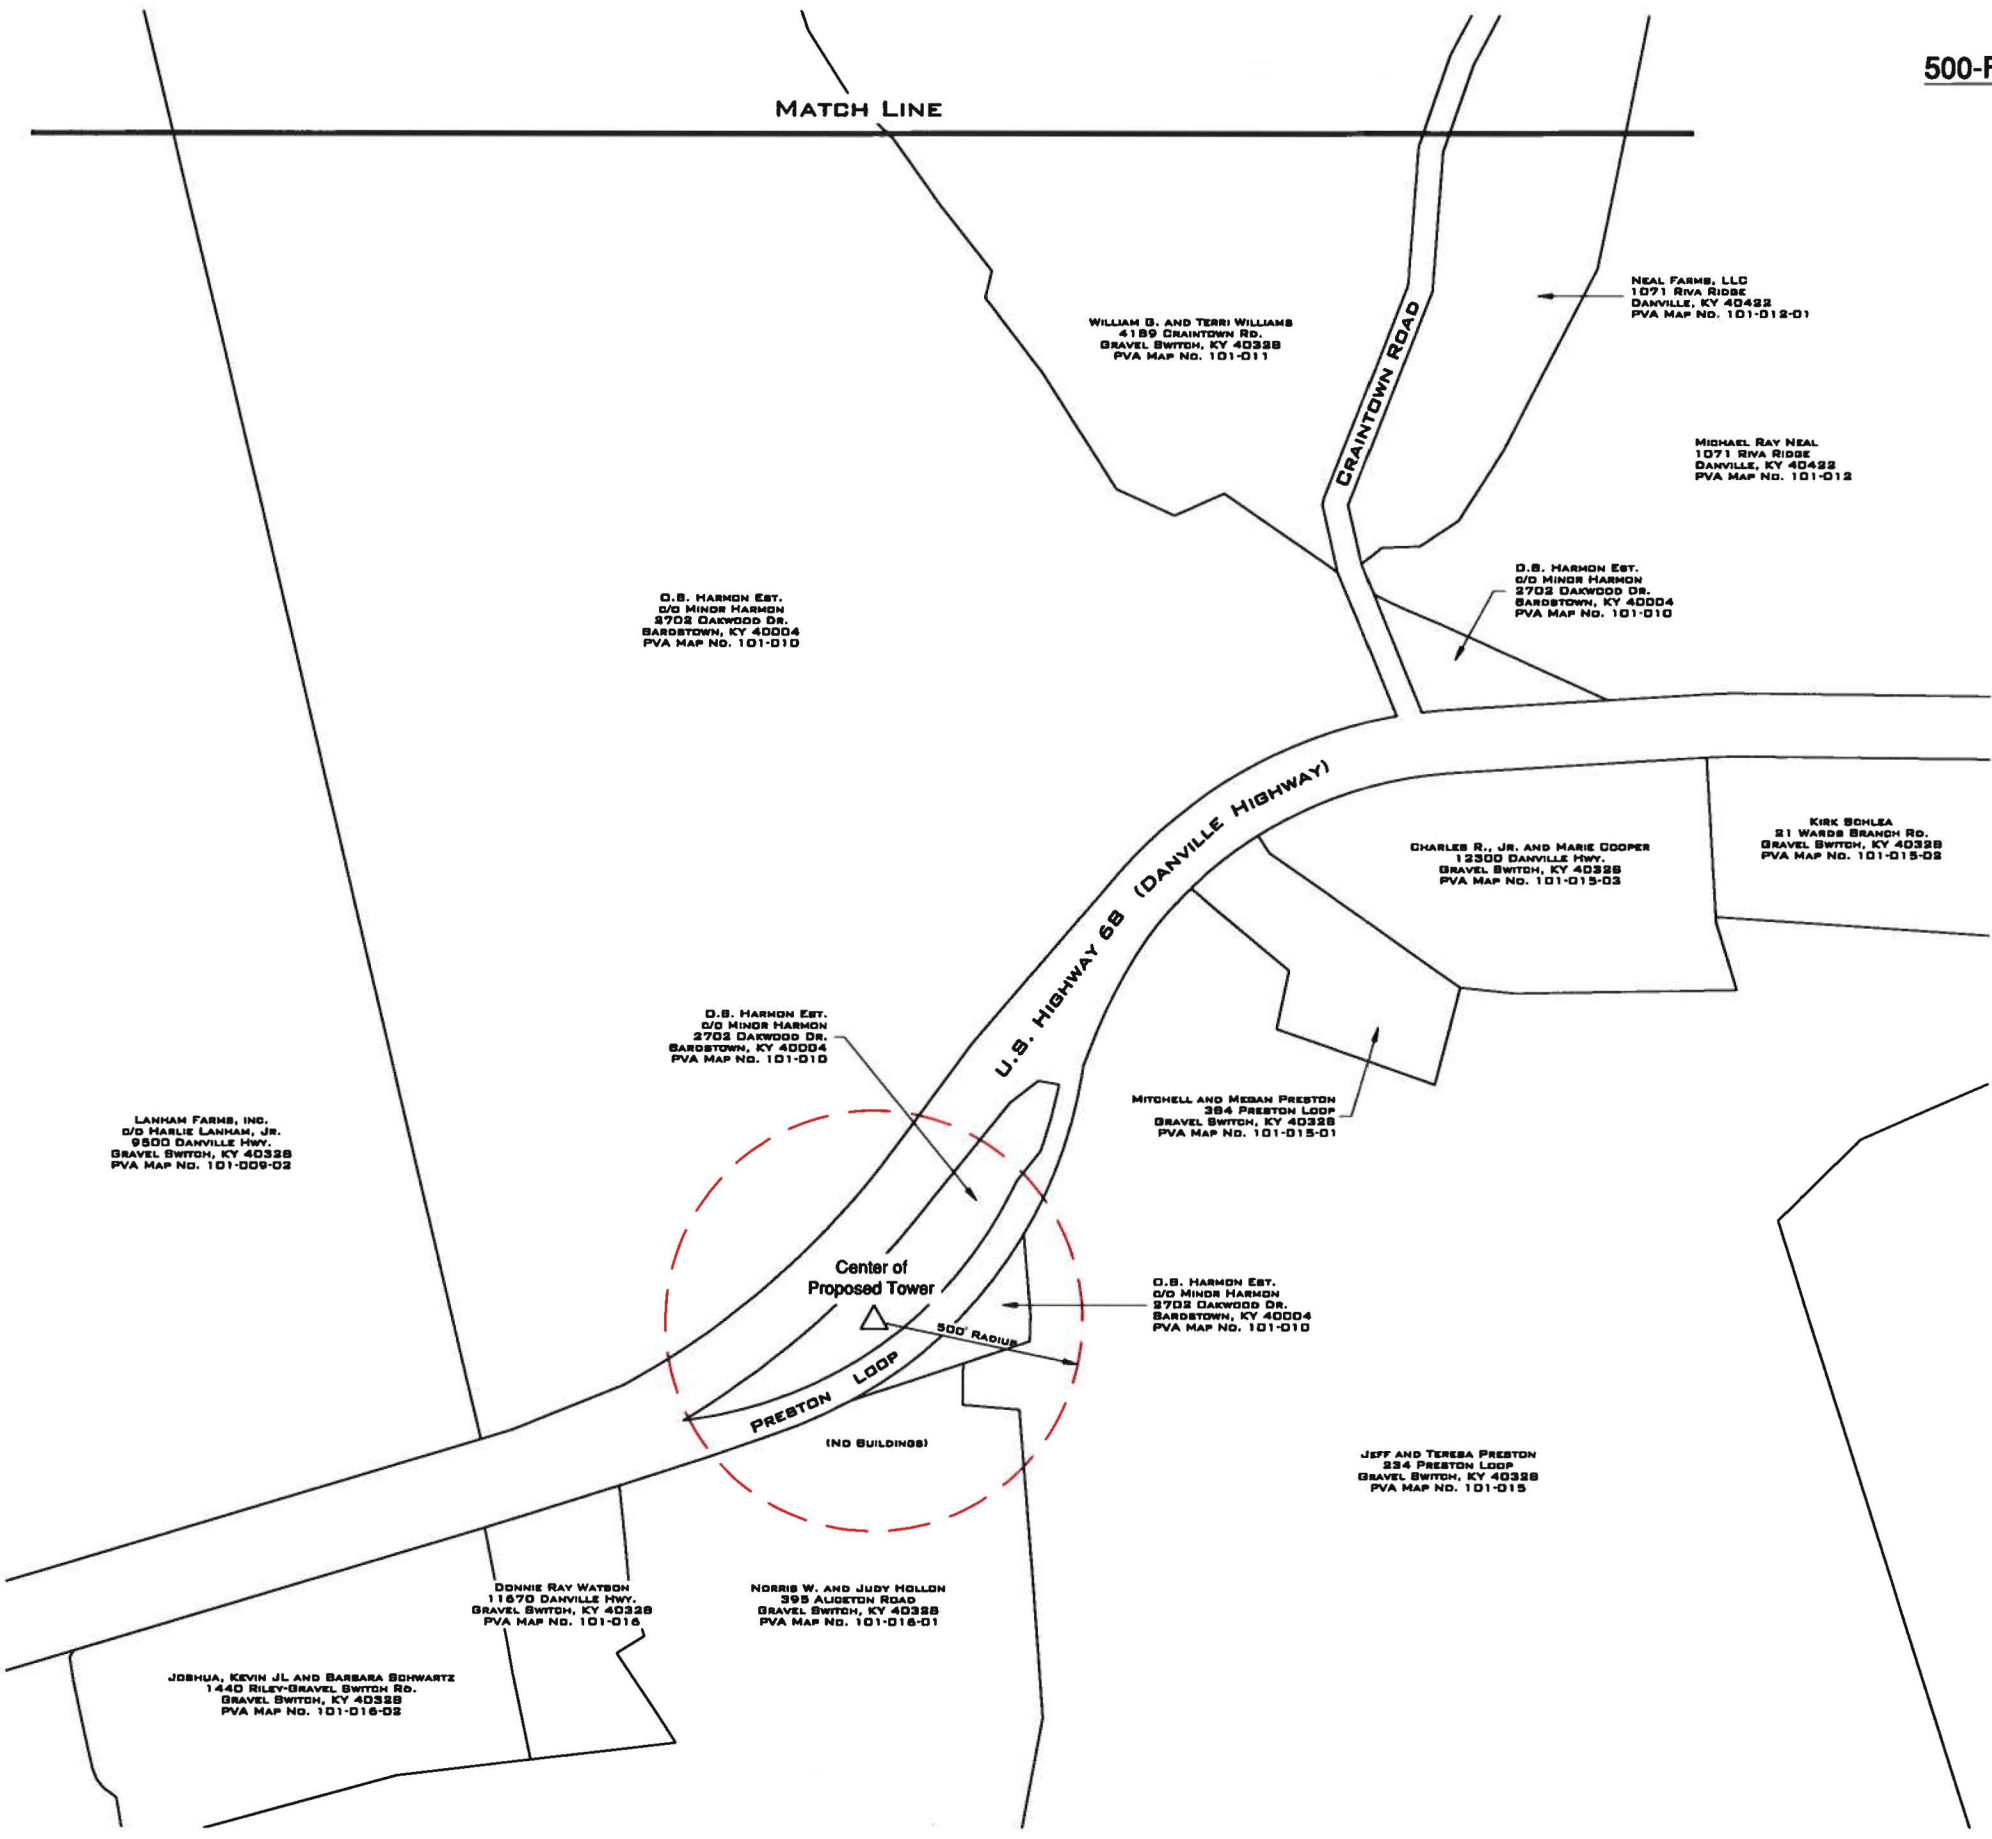 500-F
MATCH LINE
NEAL FARMS, LLC
1071 RIVA RIDGE
DANVILLE, KY 40422
PVA MAP NO. 101-012-01
WILLIAM G. AND TERRI WILLIAMS
4189 CRAINTOWN RD.
GRAVEL SWITCH, KY 40328
PVA MAP NO. 101-011
CRAINTOWN ROAD
MICHAEL RAY NEAL
1071 RIVA RIDGE
DANVILLE, KY 40422
PVA MAP NO. 101-012
O.B. HARMON EST.
C/O MINOR HARMON
2702 OAKWOOD DR.
BARDSTOWN, KY 40004
PVA MAP NO. 101-010
O.B. HARMON EST.
C/O MINOR HARMON
2702 OAKWOOD DR.
BARDSTOWN, KY 40004
PVA MAP NO. 101-010
U.S. HIGHWAY 68 (DANVILLE HIGHWAY)
KIRK SCHLEA
21 WARDS BRANCH RD.
GRAVEL SWITCH, KY 40328
PVA MAP NO. 101-015-02
CHARLES R., JR. AND MARIE COOPER
12300 DANVILLE HWY.
GRAVEL SWITCH, KY 40328
PVA MAP NO. 101-015-03
O.B. HARMON EST.
C/O MINOR HARMON
2702 OAKWOOD DR.
BARDSTOWN, KY 40004
PVA MAP NO. 101-010
MITCHELL AND MEGAN PRESTON
384 PRESTON LOOP
GRAVEL SWITCH, KY 40328
PVA MAP NO. 101-015-01
LANHAM FARMS, INC.
C/O HARLIE LANHAM, JR.
9500 DANVILLE HWY.
GRAVEL SWITCH, KY 40328
PVA MAP NO. 101-009-02
Center of
Proposed Tower
O.B. HARMON EST.
C/O MINOR HARMON
2702 OAKWOOD DR.
BARDSTOWN, KY 40004
PVA MAP NO. 101-010
500' RADIUS
PRESTON LOOP
(NO BUILDINGS)
JEFF AND TERESA PRESTON
234 PRESTON LOOP
GRAVEL SWITCH, KY 40328
PVA MAP NO. 101-015
DONNIE RAY WATSON
11670 DANVILLE HWY.
GRAVEL SWITCH, KY 40328
PVA MAP NO. 101-016
NORRIS W. AND JUDY HOLLON
395 ALIDETON ROAD
GRAVEL SWITCH, KY 40328
PVA MAP NO. 101-016-01
JOSHUA, KEVIN JL AND BARBARA SCHWARTZ
1440 RILEY-GRAVEL SWITCH RD.
GRAVEL SWITCH, KY 40328
PVA MAP NO. 101-016-02